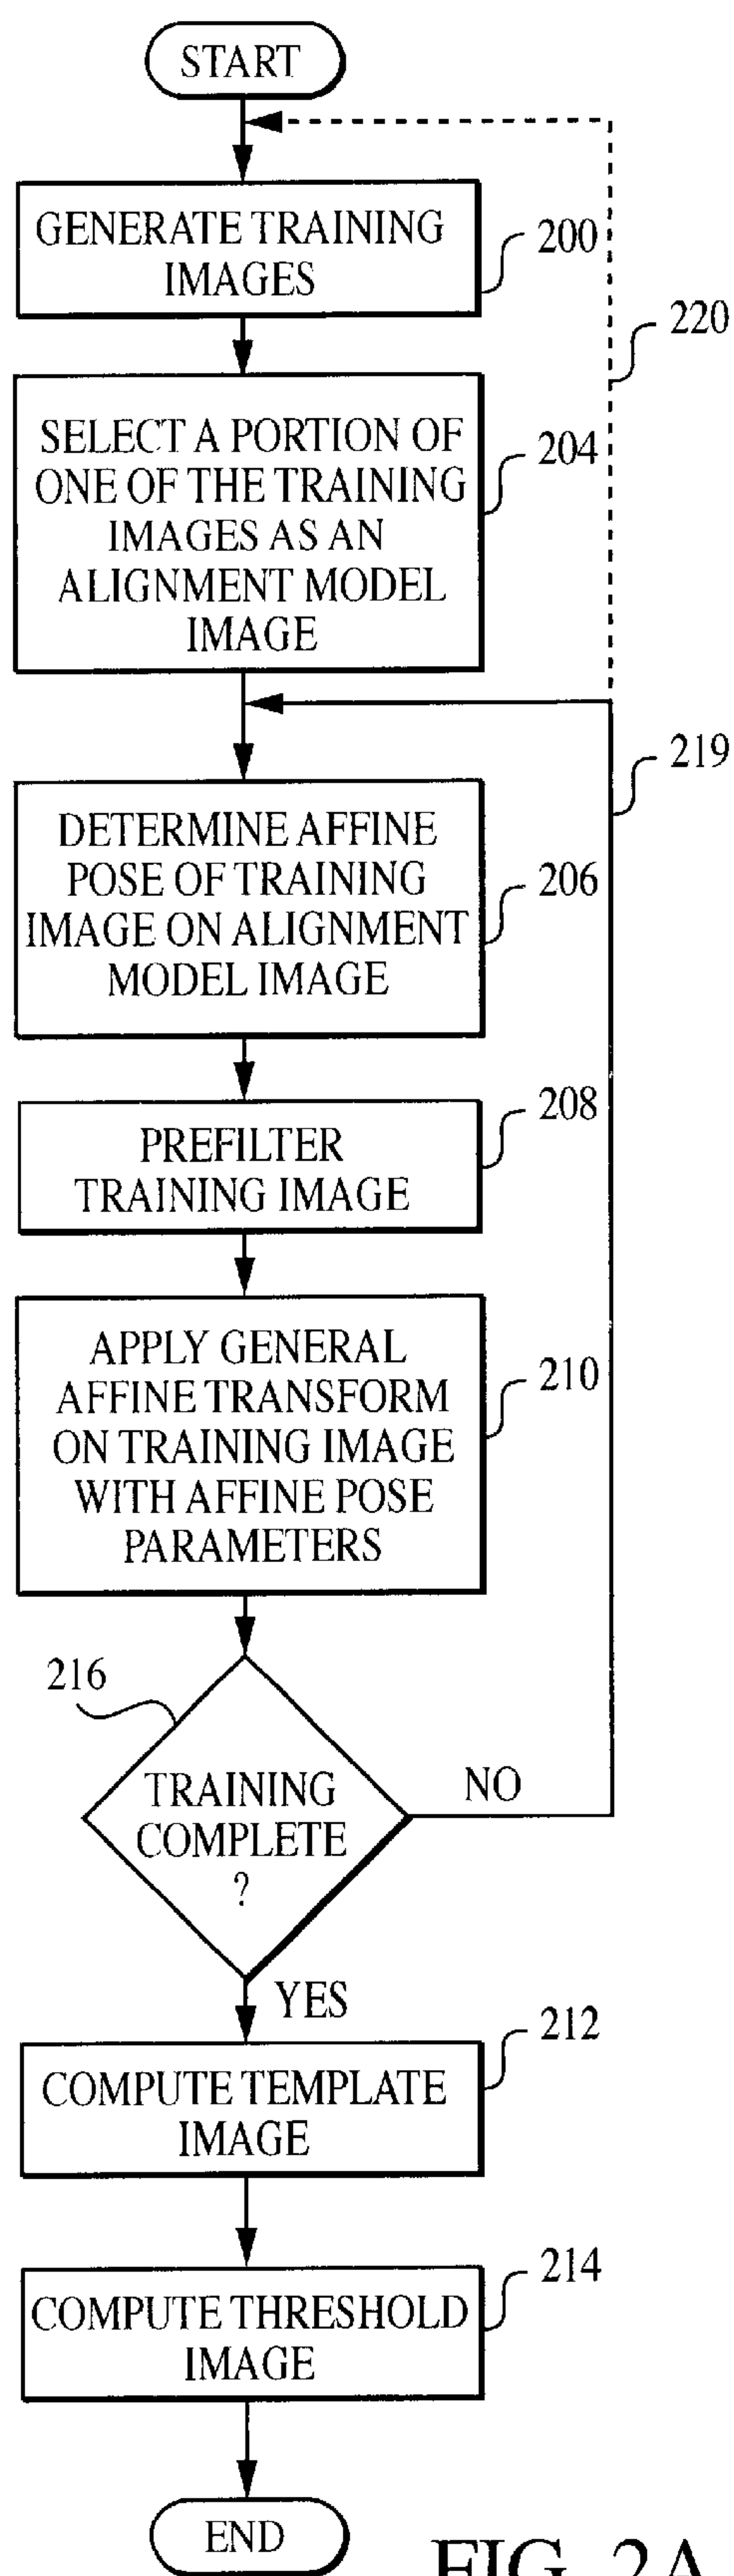 START
GENERATE TRAINING
IMAGES
200
220
SELECT A PORTION OF
ONE OF THE TRAINING
IMAGES AS AN
ALIGNMENT MODEL
IMAGE
204
219
DETERMINE AFFINE
POSE OF TRAINING
IMAGE ON ALIGNMENT
MODEL IMAGE
206
PREFILTER
TRAINING IMAGE
208
APPLY GENERAL
AFFINE TRANSFORM
ON TRAINING IMAGE
WITH AFFINE POSE
PARAMETERS
210
216
TRAINING
COMPLETE
?
NO
YES
COMPUTE TEMPLATE
IMAGE
212
COMPUTE THRESHOLD
IMAGE
214
END
FIG. 2A